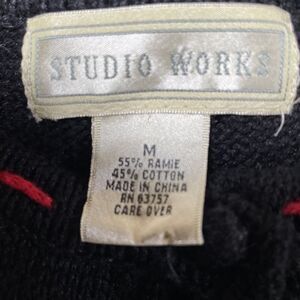 STUDIO WORKS
M
55% RAMIE
45% COTTON
MADE IN CHINA
RN 63757
CARE OVER